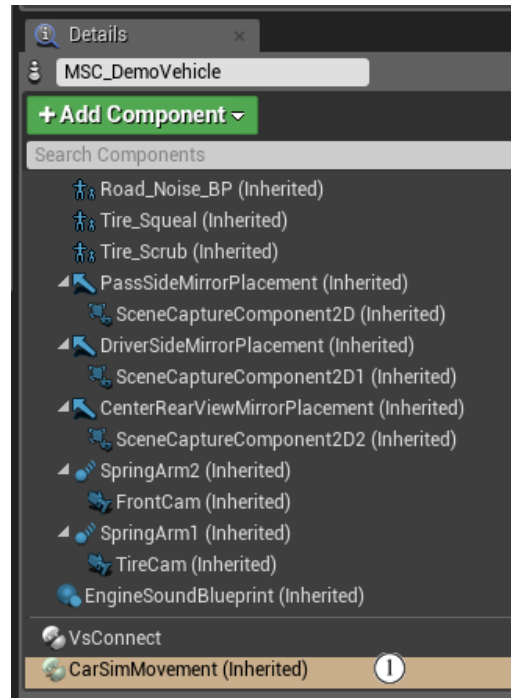 Details
MSC_DemoVehicle
+ Add Component
Search Components
Road_Noise_BP (Inherited)
Tire_Squeal (Inherited)
Tire_Scrub (Inherited)
PassSideMirrorPlacement (Inherited)
SceneCaptureComponent2D (Inherited)
DriverSideMirrorPlacement (Inherited)
SceneCaptureComponent2D1 (Inherited)
CenterRearViewMirrorPlacement (Inherited)
SceneCaptureComponent2D2 (Inherited)
SpringArm2 (Inherited)
FrontCam (Inherited)
SpringArm1 (Inherited)
TireCam (Inherited)
EngineSoundBlueprint (Inherited)
VsConnect
CarSimMovement (Inherited) 1